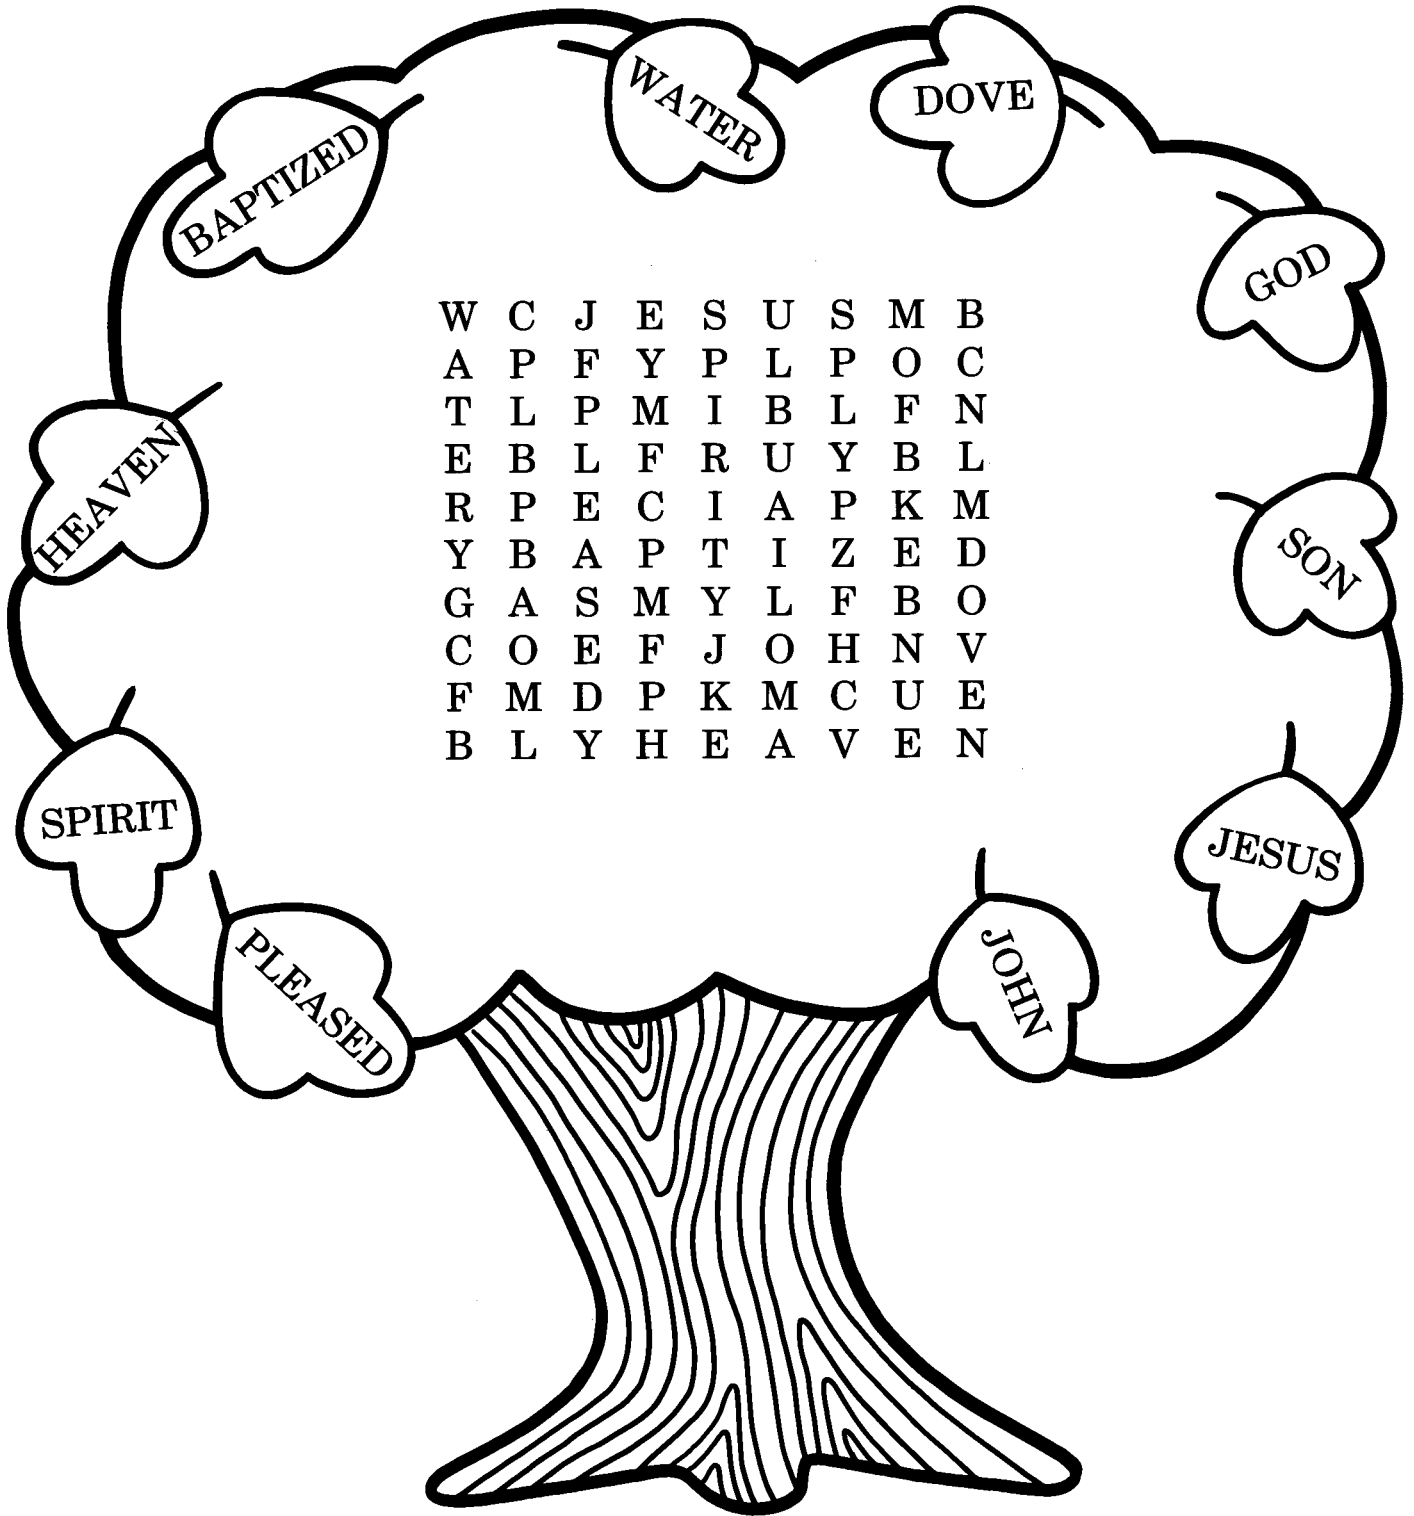 WATER
DOVE
BAPTIZED
GOD
W C J E S U S M B
A P F Y P L P O C
T L P M I B L F N
E B L F R U Y B L
R P E C I A P K M
Y B A P T I Z E D
G A S M Y L F B O
C O E F J O H N V
F M D P K M C U E
B L Y H E A V E N
HEAVEN
SON
SPIRIT
JESUS
PLEASED
JOHN